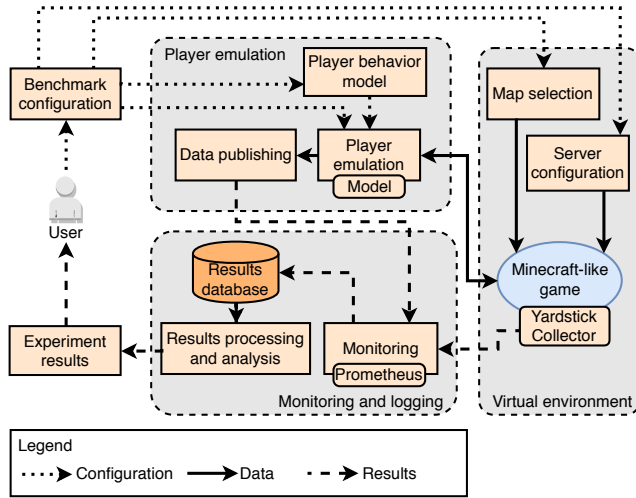 Player emulation
Player behavior
model
Benchmark
configuration
Map selection
Data publishing
Player
emulation
Model
Server
configuration
User
Results
database
Minecraft-like
game
Yardstick
Collector
Experiment
results
Results processing
and analysis
Monitoring
Prometheus
Monitoring and logging
Virtual environment
Legend
Configuration
Data
Results